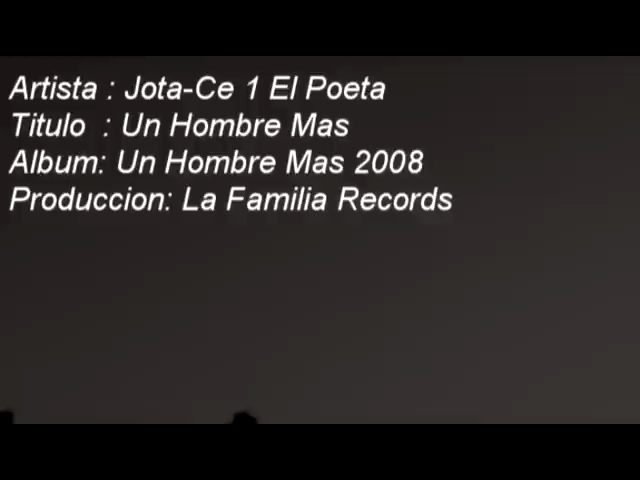 Artista : Jota-Ce 1 El Poeta
Titulo : Un Hombre Mas
Album: Un Hombre Mas 2008
Produccion: La Familia Records